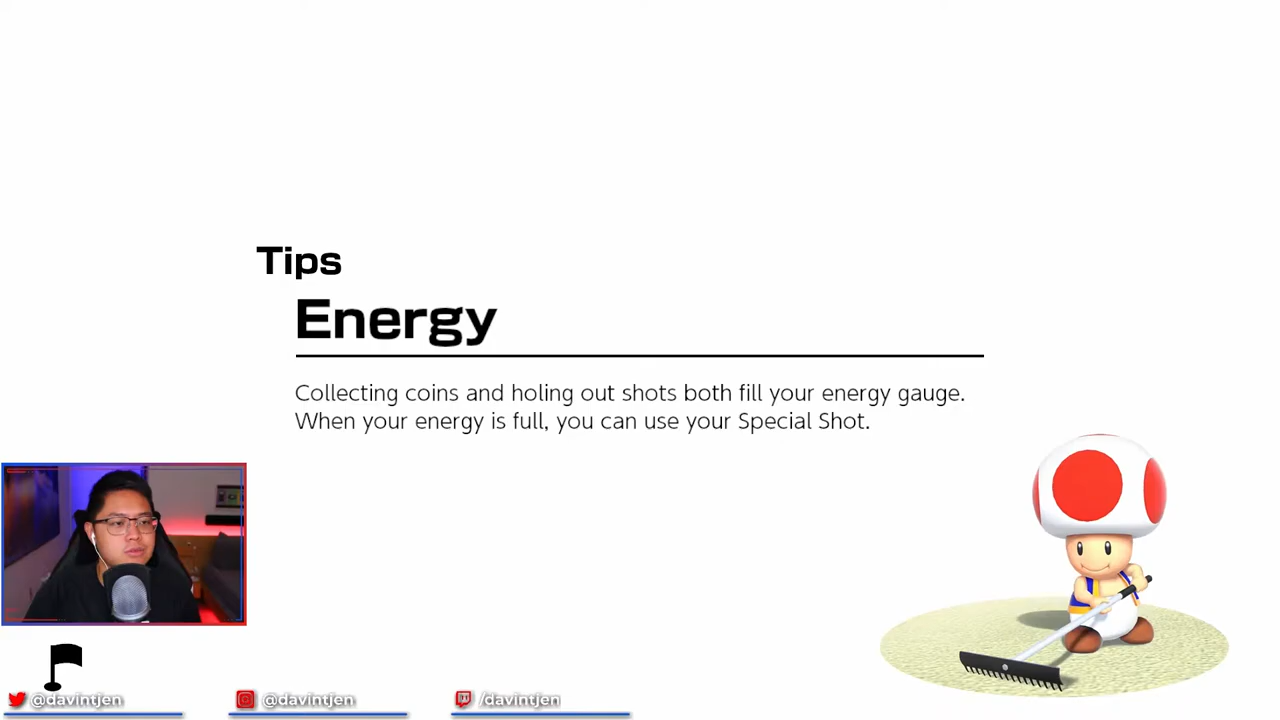 Tips
Energy
Collecting coins and holing out shots both fill your energy gauge.
When your energy is full, you can use your Special Shot.
@davintjen
@davintjen
/davintjen